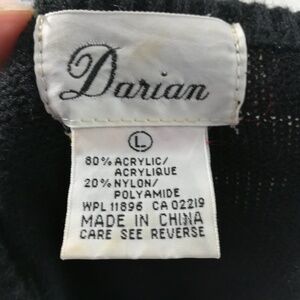 Darian
L
80% ACRYLIC/
ACRYLIQUE
20% NYLON/
POLYAMIDE
WPL 11896 CA 02219
MADE IN CHINA
CARE SEE REVERSE